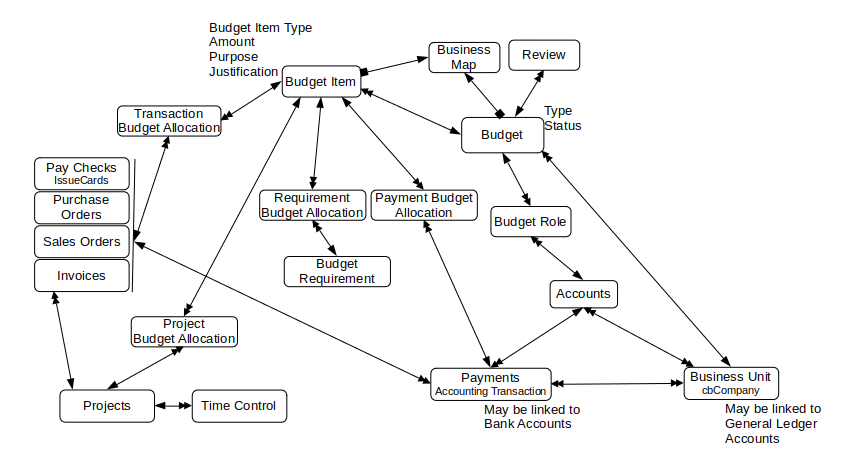 Budget Item Type
Amount
Purpose
Justification
Budget Item
Business
Map
Review
Type
Status
Budget
Transaction
Budget Allocation
Pay Checks
IssueCards
Purchase
Orders
Sales Orders
Invoices
Requirement
Budget Allocation
Payment Budget
Allocation
Budget Role
Budget
Requirement
Accounts
Project
Budget Allocation
Payments
Accounting Transaction
Business Unit
cbCompany
Projects
Time Control
May be linked to
Bank Accounts
May be linked to
General Ledger
Accounts